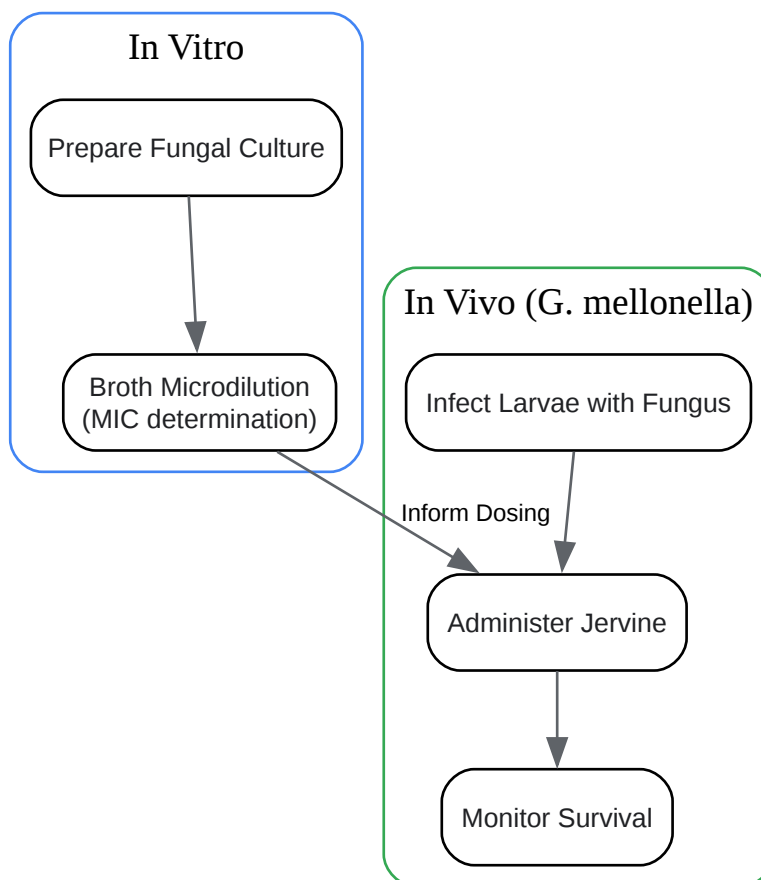 In Vitro
Prepare Fungal Culture
Broth Microdilution
(MIC determination)
In Vivo (G. mellonella)
Infect Larvae with Fungus
Inform Dosing
Administer Jervine
Monitor Survival